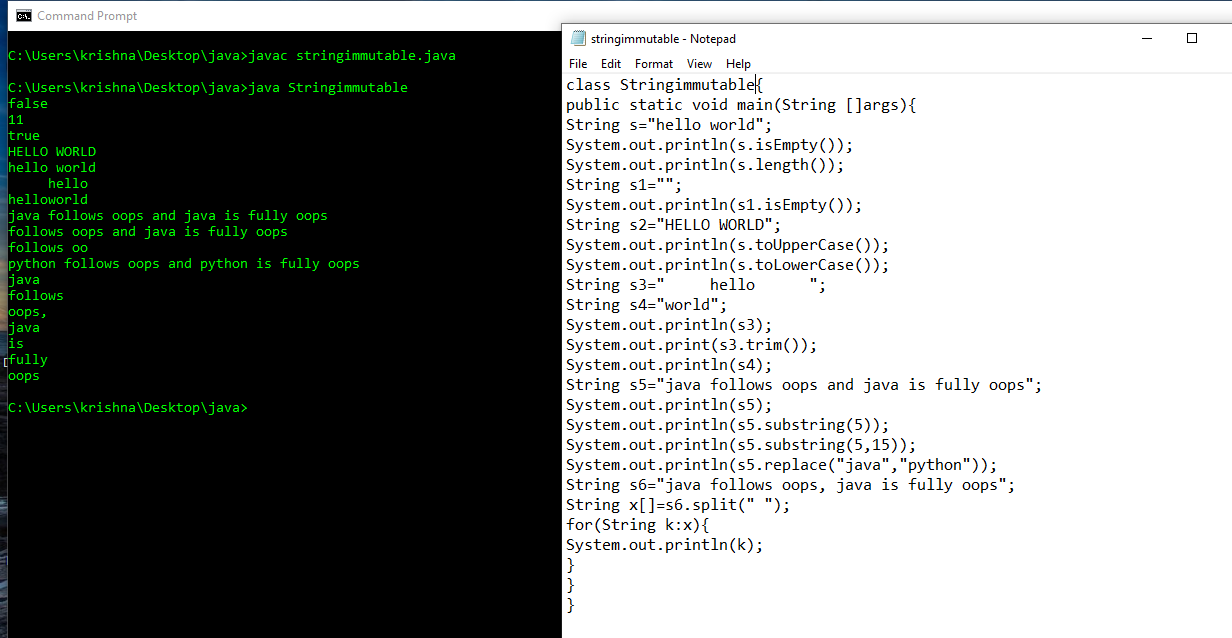 Command Prompt
C:\Users\krishna\Desktop\java>javac stringimmutable.java
C:\Users\krishna\Desktop\java>java Stringimmutable
false
11
true
HELLO WORLD
hello world
     hello
helloworld
java follows oops and java is fully oops
follows oops and java is fully oops
follows oo
python follows oops and python is fully oops
java
follows
oops,
java
is
fully
oops
C:\Users\krishna\Desktop\java>
stringimmutable - Notepad
File Edit Format View Help
class Stringimmutable{
public static void main(String []args){
String s="hello world";
System.out.println(s.isEmpty());
System.out.println(s.length());
String s1="";
System.out.println(s1.isEmpty());
String s2="HELLO WORLD";
System.out.println(s.toUpperCase());
System.out.println(s.toLowerCase());
String s3="     hello      ";
String s4="world";
System.out.println(s3);
System.out.print(s3.trim());
System.out.println(s4);
String s5="java follows oops and java is fully oops";
System.out.println(s5);
System.out.println(s5.substring(5));
System.out.println(s5.substring(5,15));
System.out.println(s5.replace("java","python"));
String s6="java follows oops, java is fully oops";
String x[]=s6.split(" ");
for(String k:x){
System.out.println(k);
}
}
}